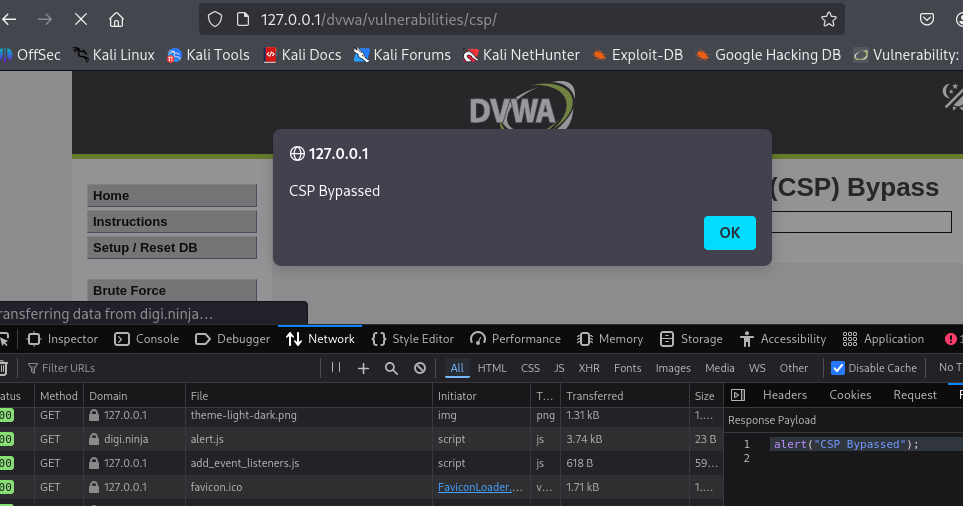 127.0.0.1/dvwa/vulnerabilities/csp/
OffSec Kali Linux Kali Tools Kali Docs Kali Forums Kali NetHunter Exploit-DB Google Hacking DB Vulnerability:
DVWA
127.0.0.1
CSP Bypassed
OK
(CSP) Bypass
Home
Instructions
Setup / Reset DB
Brute Force
ransferring data from digi.ninja…
Inspector Console Debugger Network Style Editor Performance Memory Storage Accessibility Application 1
Filter URLs All HTML CSS JS XHR Fonts Images Media WS Other Disable Cache No T
tatus Method Domain File Initiator T… Transferred Size Headers Cookies Request
00 GET 127.0.0.1 theme-light-dark.png img png 1.31 kB 1.…
Response Payload
00 GET digi.ninja alert.js script js 3.74 kB 23 B
1 alert("CSP Bypassed");
2
00 GET 127.0.0.1 add_event_listeners.js script js 618 B 59…
00 GET 127.0.0.1 favicon.ico FaviconLoader.… v… 1.71 kB 1.…